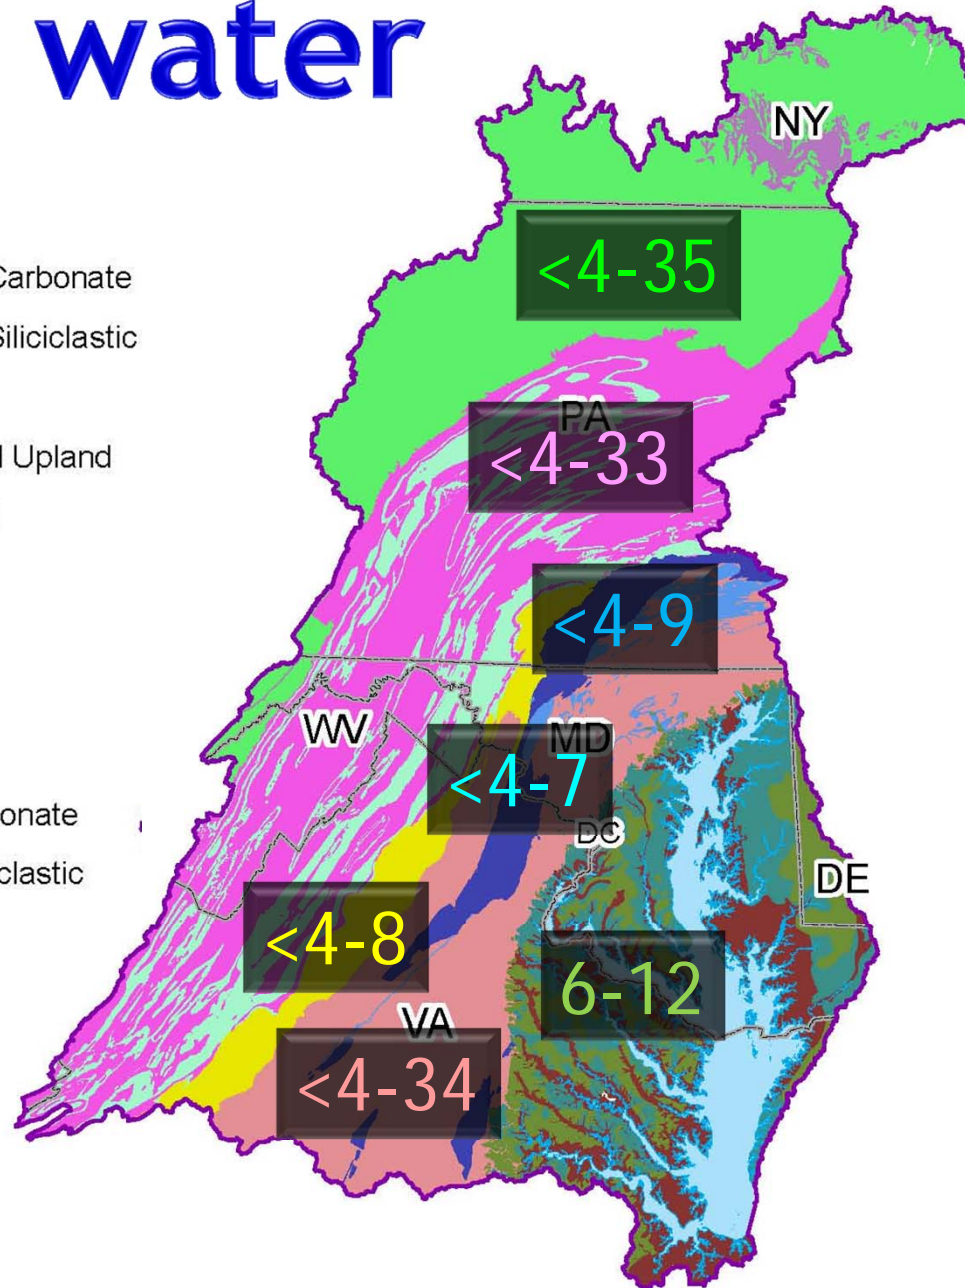 water
NY
Carbonate
<4-35
Siliciclastic
PA
l Upland
<4-33
<4-9
WV
MD
<4-7
onate
DC
clastic
DE
<4-8
6-12
VA
<4-34